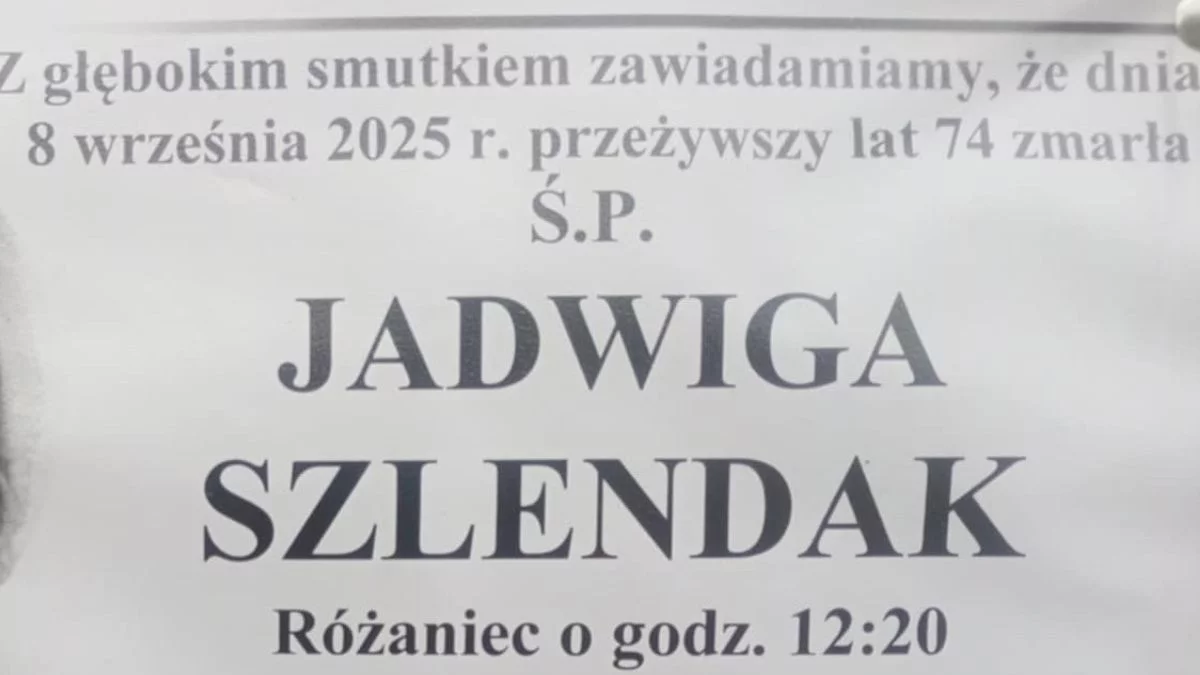 Z głębokim smutkiem zawiadamiamy, że dnia
8 września 2025 r. przeżywszy lat 74 zmarła
Ś.P.
JADWIGA
SZLENDAK
Różaniec o godz. 12:20